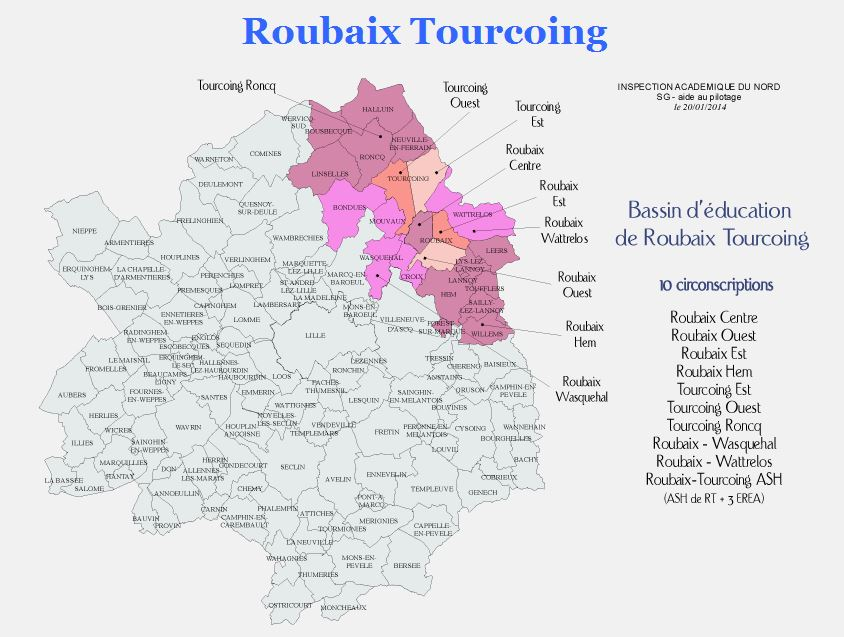 Roubaix Tourcoing
INSPECTION ACADEMIQUE DU NORD
SG - aide au pilotage
le 20/01/2014
Tourcoing Roncq
Tourcoing
Ouest
Tourcoing
Est
Roubaix
Centre
Roubaix
Est
Roubaix
Wattrelos
Roubaix
Ouest
Roubaix
Hem
Roubaix
Wasquehal
Bassin d'éducation
de Roubaix Tourcoing
10 circonscriptions
Roubaix Centre
Roubaix Ouest
Roubaix Est
Roubaix Hem
Tourcoing Est
Tourcoing Ouest
Tourcoing Roncq
Roubaix - Wasquehal
Roubaix - Wattrelos
Roubaix-Tourcoing ASH
(ASH de RT + 3 EREA)
HALLUIN
WERVICQ-
SUD
BOUSBECQUE
NEUVILLE-
EN-FERRAIN
RONCQ
LINSELLES
TOURCOING
COMINES
WARNETON
DEULEMONT
QUESNOY-
SUR-DEULE
BONDUES
MOUVAUX
WATTRELOS
FRELINGHIEN
NIEPPE
ARMENTIERES
WAMBRECHIES
ROUBAIX
LEERS
HOUPLINES
VERLINGHEM
WASQUEHAL
LYS-LEZ-
LANNOY
LANNOY
TOUFFLERS
ERQUINGHEM-
LYS
LA CHAPELLE-
D'ARMENTIERES
PERENCHIES
MARQUETTE
LEZ-LILLE
MARCQ-EN-
BAROEUL
CROIX
PREMESQUES
LOMPRET
ST-ANDRE
LEZ-LILLE
LA MADELEINE
HEM
SAILLY-
LEZ-LANNOY
BOIS-GRENIER
CAPINGHEM
LAMBERSART
MONS-EN-
BAROEUL
ENNETIERES
EN-WEPPES
LOMME
VILLENEUVE-
D'ASCQ
FOREST-
SUR-MARQUE
WILLEMS
RADINGHEM-
EN-WEPPES
ENGLOS
ESCOBECQUES
SEQUEDIN
LILLE
LE MAISNIL
FROMELLES
ERQUINGHEM-
LE-SEC
HALLENNES
LEZ-HAUBOURDIN
BEAUCAMPS-
LIGNY
HAUBOURDIN
LOOS
LEZENNES
RONCHIN
TRESSIN
CHERENG
BAISIEUX
ANSTAING
AUBERS
FOURNES-
EN-WEPPES
SANTES
EMMERIN
FACHES-
THUMESNIL
LESQUIN
SAINGHIN-
EN-MELANTOIS
GRUSON
CAMPHIN-EN-
PEVELE
HERLIES
WATTIGNIES
NOYELLES-
LES-SECLIN
BOUVINES
ILLIES
WICRES
WAVRIN
HOUPLIN
ANCOISNE
TEMPLEMARS
VENDEVILLE
FRETIN
PERONNE-EN-
MELANTOIS
CYSOING
WANNEHAIN
BOURGHELLES
SAINGHIN
EN-WEPPES
LOUVIL
BACHY
MARQUILLIES
HANTAY
DON
HERRIN
ALLENNES
LES-MARAIS
GONDECOURT
SECLIN
LA BASSÉE
SALOME
AVELIN
ENNEVELIN
COBRIEUX
ANNOEULLIN
CHEMY
TEMPLEUVE
GENECH
CARNIN
PHALEMPIN
PONT-A-
MARCQ
ATTICHES
BAUVIN
PROVIN
CAMPHIN-EN-
CAREMBAULT
TOURMIGNIES
MERIGNIES
CAPPELLE-
EN-PEVELE
LA NEUVILLE
WAHAGNIES
THUMERIES
MONS-EN-
PEVELE
BERSEE
OSTRICOURT
MONCHEAUX